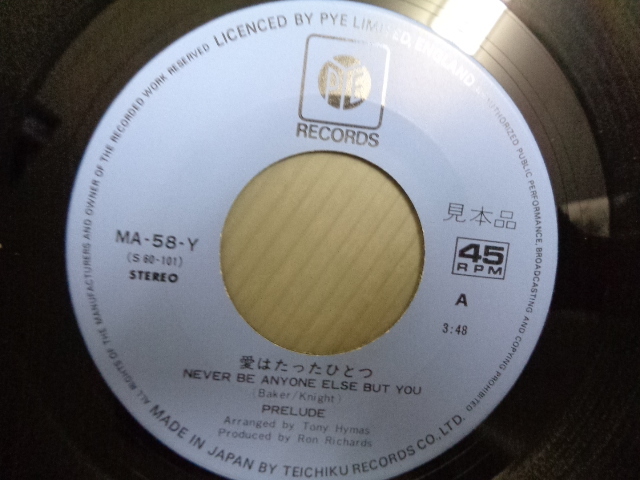 ALL RIGHTS OF THE MANUFACTURERS AND OWNER OF THE RECORDED WORK RESERVED LICENCED BY PYE LIMITED, ENGLAND UNAUTHORIZED PUBLIC PERFORMANCE, BROADCASTING AND COPYING PROHIBITED
PYE
RECORDS
見本品
MA-58-Y
(S 60-101)
STEREO
45
RPM
A
3:48
愛はたったひとつ
NEVER BE ANYONE ELSE BUT YOU
(Baker/Knight)
PRELUDE
Arranged by Tony Hymas
Produced by Ron Richards
MADE IN JAPAN BY TEICHIKU RECORDS CO., LTD.